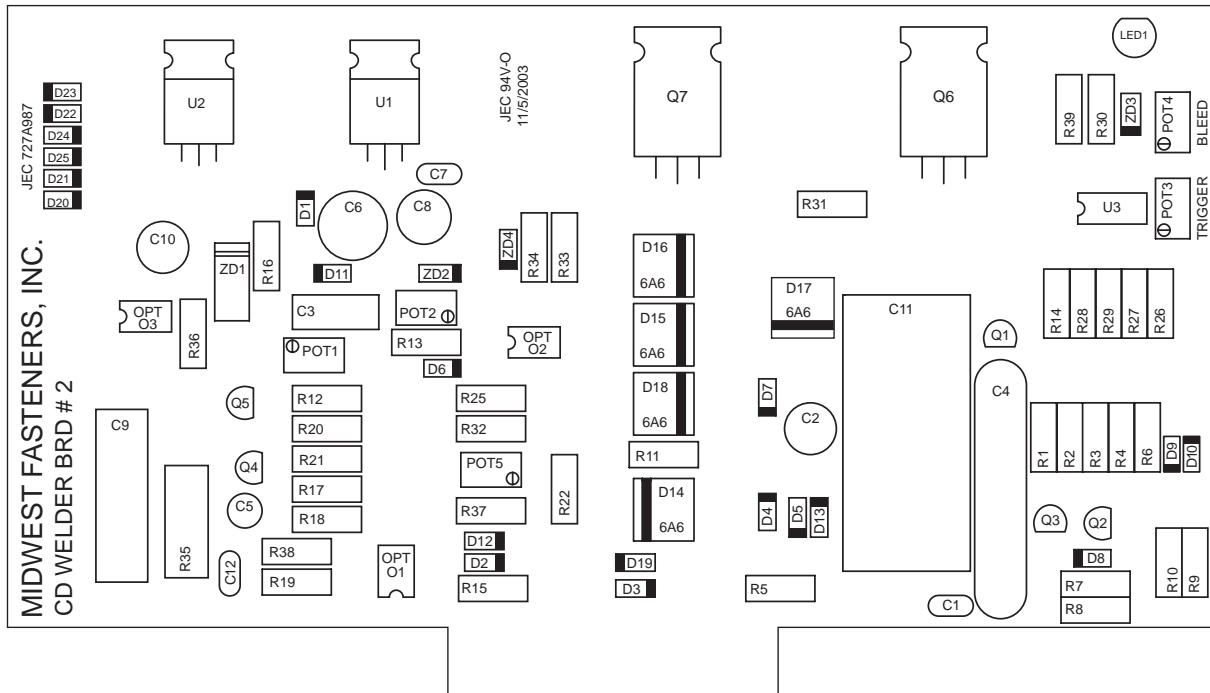 MIDWEST FASTENERS, INC.
CD WELDER BRD # 2
JEC 727A987
D23
D22
D24
D25
D21
D20
U2
U1
JEC 94V-O
11/5/2003
Q7
Q6
LED1
R39
R30
ZD3
POT4
BLEED
C7
D1
C6
C8
R31
U3
POT3
TRIGGER
C10
ZD1
R16
D11
ZD2
ZD4
R34
R33
D16
6A6
D17
6A6
C11
R14
R28
R29
R27
R26
OPT
O3
R36
C3
POT2
R13
POT1
D6
OPT
O2
D15
6A6
Q1
C4
D18
6A6
D7
C2
Q5
R12
R25
R20
R32
C9
R21
R11
R1
R2
R3
R4
R6
D9
D10
Q4
POT5
R17
R22
D14
6A6
D4
D5
D13
C5
R18
R37
Q3
Q2
R35
D12
R38
OPT
O1
D2
D19
D8
R10
R9
C12
R19
R15
D3
R5
R7
C1
R8